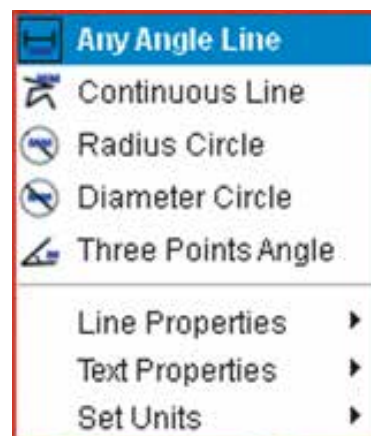 Any Angle Line
Continuous Line
Radius Circle
Diameter Circle
Three Points Angle
Line Properties
Text Properties
Set Units